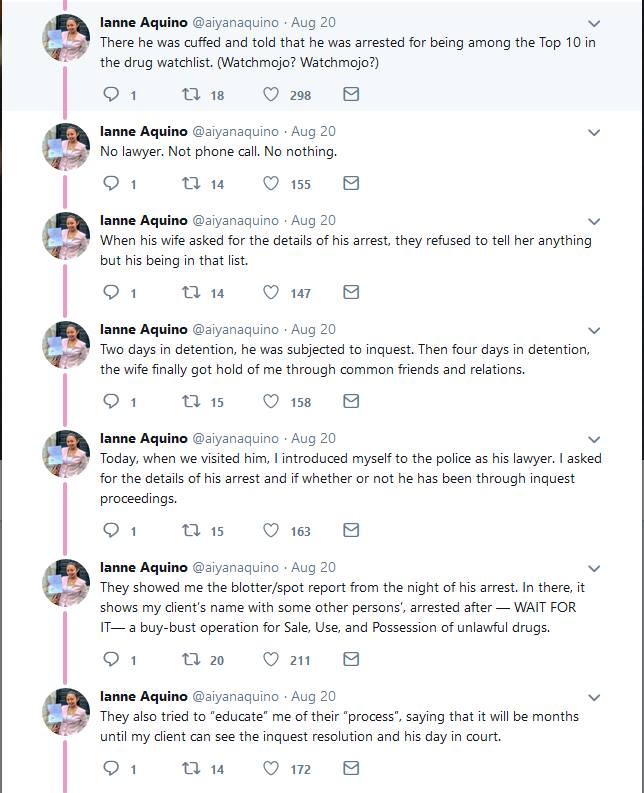 Ianne Aquino @aiyanaquino · Aug 20
There he was cuffed and told that he was arrested for being among the Top 10 in
the drug watchlist. (Watchmojo? Watchmojo?)
1 18 298
Ianne Aquino @aiyanaquino · Aug 20
No lawyer. Not phone call. No nothing.
1 14 155
Ianne Aquino @aiyanaquino · Aug 20
When his wife asked for the details of his arrest, they refused to tell her anything
but his being in that list.
1 14 147
Ianne Aquino @aiyanaquino · Aug 20
Two days in detention, he was subjected to inquest. Then four days in detention,
the wife finally got hold of me through common friends and relations.
1 15 158
Ianne Aquino @aiyanaquino · Aug 20
Today, when we visited him, I introduced myself to the police as his lawyer. I asked
for the details of his arrest and if whether or not he has been through inquest
proceedings.
1 15 163
Ianne Aquino @aiyanaquino · Aug 20
They showed me the blotter/spot report from the night of his arrest. In there, it
shows my client's name with some other persons', arrested after — WAIT FOR
IT— a buy-bust operation for Sale, Use, and Possession of unlawful drugs.
1 20 211
Ianne Aquino @aiyanaquino · Aug 20
They also tried to "educate" me of their "process", saying that it will be months
until my client can see the inquest resolution and his day in court.
1 14 172